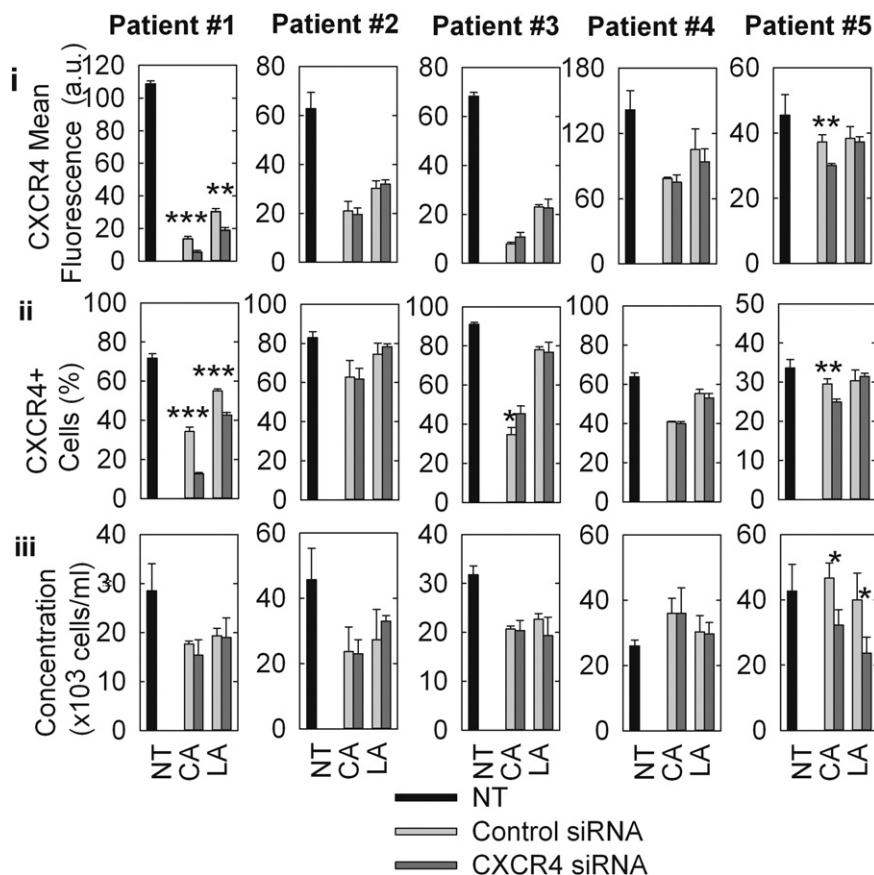 Patient #1 Patient #2 Patient #3 Patient #4 Patient #5
i
CXCR4 Mean
Fluorescence (a.u.)
120 100 80 60 40 20 0
80 60 40 20 0
80 60 40 20 0
180 120 60 0
60 40 20 0
*** **
**
ii
CXCR4+
Cells (%)
100 80 60 40 20 0
100 80 60 40 20 0
100 80 60 40 20 0
100 80 60 40 20 0
50 40 30 20 10 0
*** ***
*
**
iii
Concentration
(x103 cells/ml)
40 30 20 10 0
60 40 20 0
40 30 20 10 0
60 40 20 0
60 40 20 0
* *
NT CA LA NT CA LA NT CA LA NT CA LA NT CA LA
NT
Control siRNA
CXCR4 siRNA